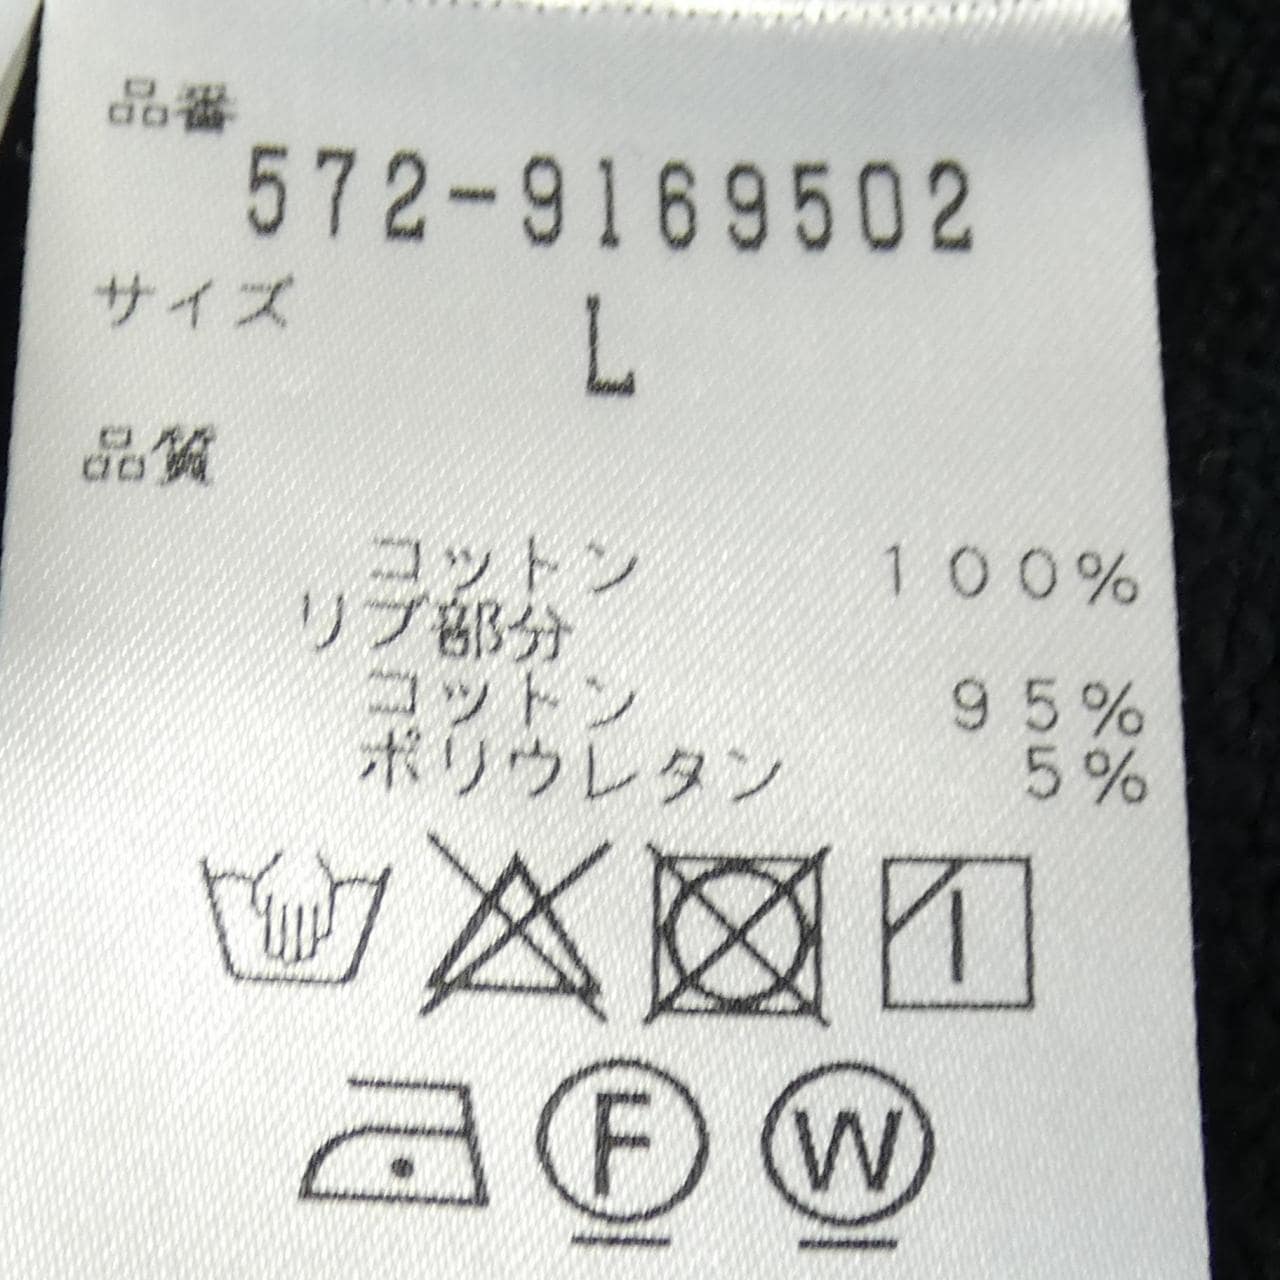 品番
572-9169502
サイズ
L
品質
コットン 100%
リブ部分
コットン 95%
ポリウレタン 5%
F W